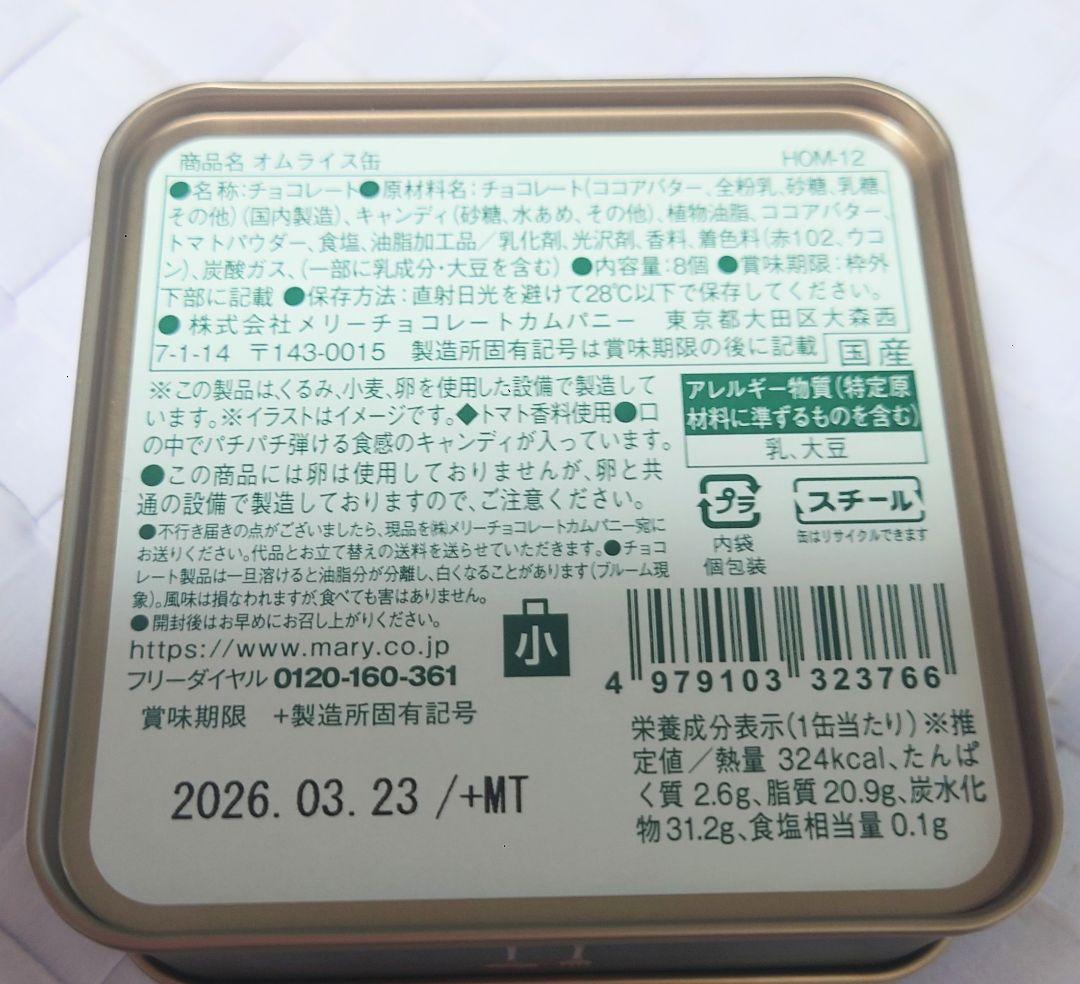 商品名 オムライス缶 HOM-12
●名称:チョコレート●原材料名:チョコレート(ココアバター、全粉乳、砂糖、乳糖、
その他)(国内製造)、キャンディ(砂糖、水あめ、その他)、植物油脂、ココアバター、
トマトパウダー、食塩、油脂加工品/乳化剤、光沢剤、香料、着色料(赤102、ウコ
ン)、炭酸ガス、(一部に乳成分・大豆を含む) ●内容量:8個 ●賞味期限:枠外
下部に記載 ●保存方法:直射日光を避けて28℃以下で保存してください。
●株式会社メリーチョコレートカムパニー 東京都大田区大森西
7-1-14 〒143-0015 製造所固有記号は賞味期限の後に記載
国産
※この製品は、くるみ、小麦、卵を使用した設備で製造して
います。※イラストはイメージです。◆トマト香料使用●口
の中でパチパチ弾ける食感のキャンディが入っています。
●この商品には卵は使用しておりませんが、卵と共
通の設備で製造しておりますので、ご注意ください。
●不行き届きの点がございましたら、現品を㈱メリーチョコレートカムパニー宛に
お送りください。代品とお立て替えの送料を送らせていただきます。●チョコ
レート製品は一旦溶けると油脂分が分離し、白くなることがあります(ブルーム現
象)。風味は損なわれますが、食べても害はありません。
●開封後はお早めにお召し上がりください。
https://www.mary.co.jp
フリーダイヤル 0120-160-361
賞味期限 +製造所固有記号
2026.03.23 /+MT
アレルギー物質(特定原
材料に準ずるものを含む)
乳、大豆
プラ
内袋
個包装
スチール
缶はリサイクルできます
小
4 979103 323766
栄養成分表示(1缶当たり)※推
定値/熱量 324kcal、たんぱ
く質 2.6g、脂質 20.9g、炭水化
物 31.2g、食塩相当量 0.1g